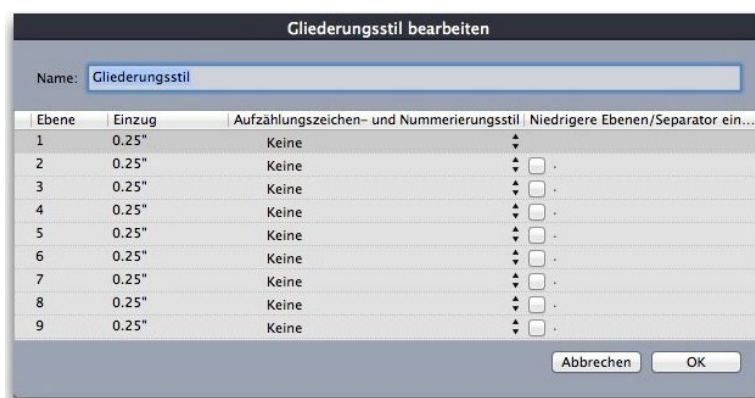 Gliederungsstil bearbeiten
Name: Gliederungsstil
Ebene Einzug Aufzählungszeichen- und Nummerierungsstil Niedrigere Ebenen/Separator ein...
1 0.25" Keine
2 0.25" Keine .
3 0.25" Keine .
4 0.25" Keine .
5 0.25" Keine .
6 0.25" Keine .
7 0.25" Keine .
8 0.25" Keine .
9 0.25" Keine .
Abbrechen OK